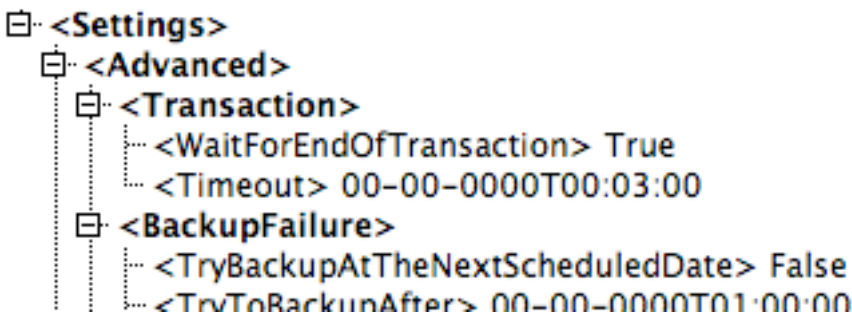 <Settings>
<Advanced>
<Transaction>
<WaitForEndOfTransaction> True
<Timeout> 00-00-0000T00:03:00
<BackupFailure>
<TryBackupAtTheNextScheduledDate> False
<TryToBackupAfter> 00-00-0000T01:00:00